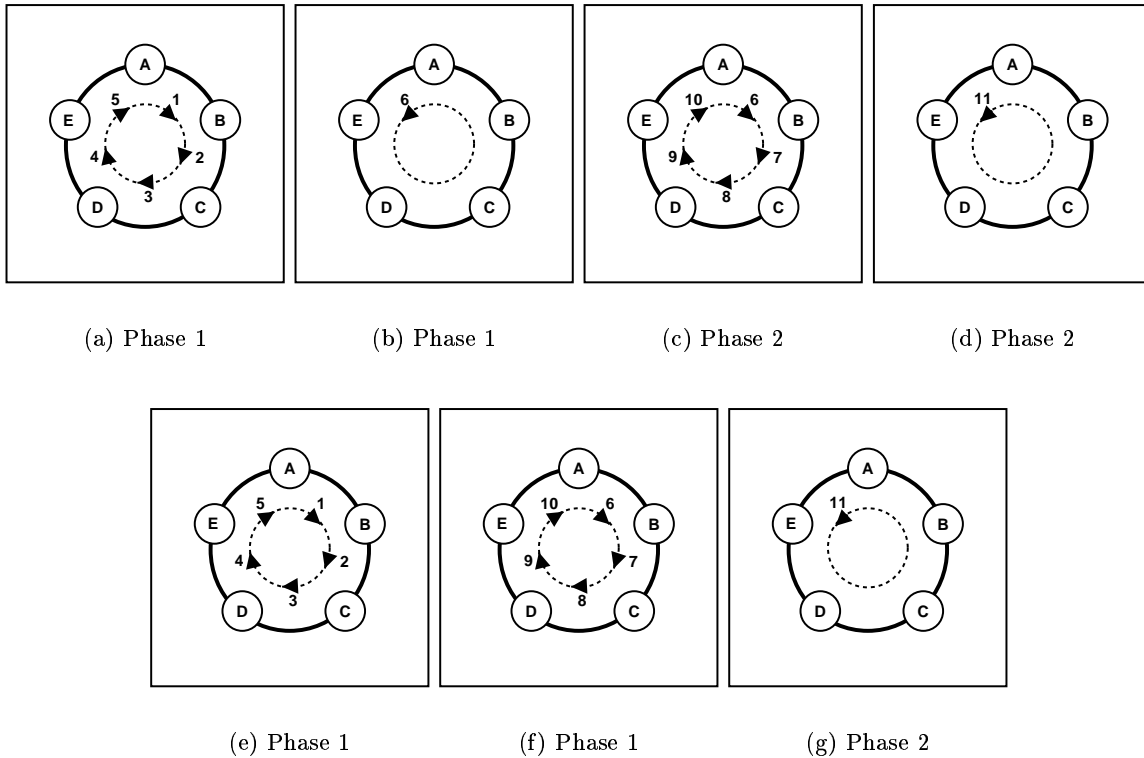 A A A A
5 1 6 10 6 11
E B E B E B E B
4 2 9 7
3 8
D C D C D C D C
(a) Phase 1 (b) Phase 1 (c) Phase 2 (d) Phase 2
A A A
5 1 10 6 11
E B E B E B
4 2 9 7
3 8
D C D C D C
(e) Phase 1 (f) Phase 1 (g) Phase 2